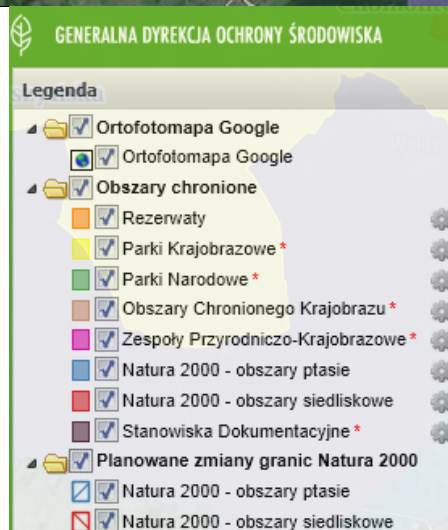 GENERALNA DYREKCJA OCHRONY ŚRODOWISKA
Legenda
Ortofotomapa Google
Ortofotomapa Google
Obszary chronione
Rezerwaty
Parki Krajobrazowe *
Parki Narodowe *
Obszary Chronionego Krajobrazu *
Zespoły Przyrodniczo-Krajobrazowe *
Natura 2000 - obszary ptasie
Natura 2000 - obszary siedliskowe
Stanowiska Dokumentacyjne *
Planowane zmiany granic Natura 2000
Natura 2000 - obszary ptasie
Natura 2000 - obszary siedliskowe